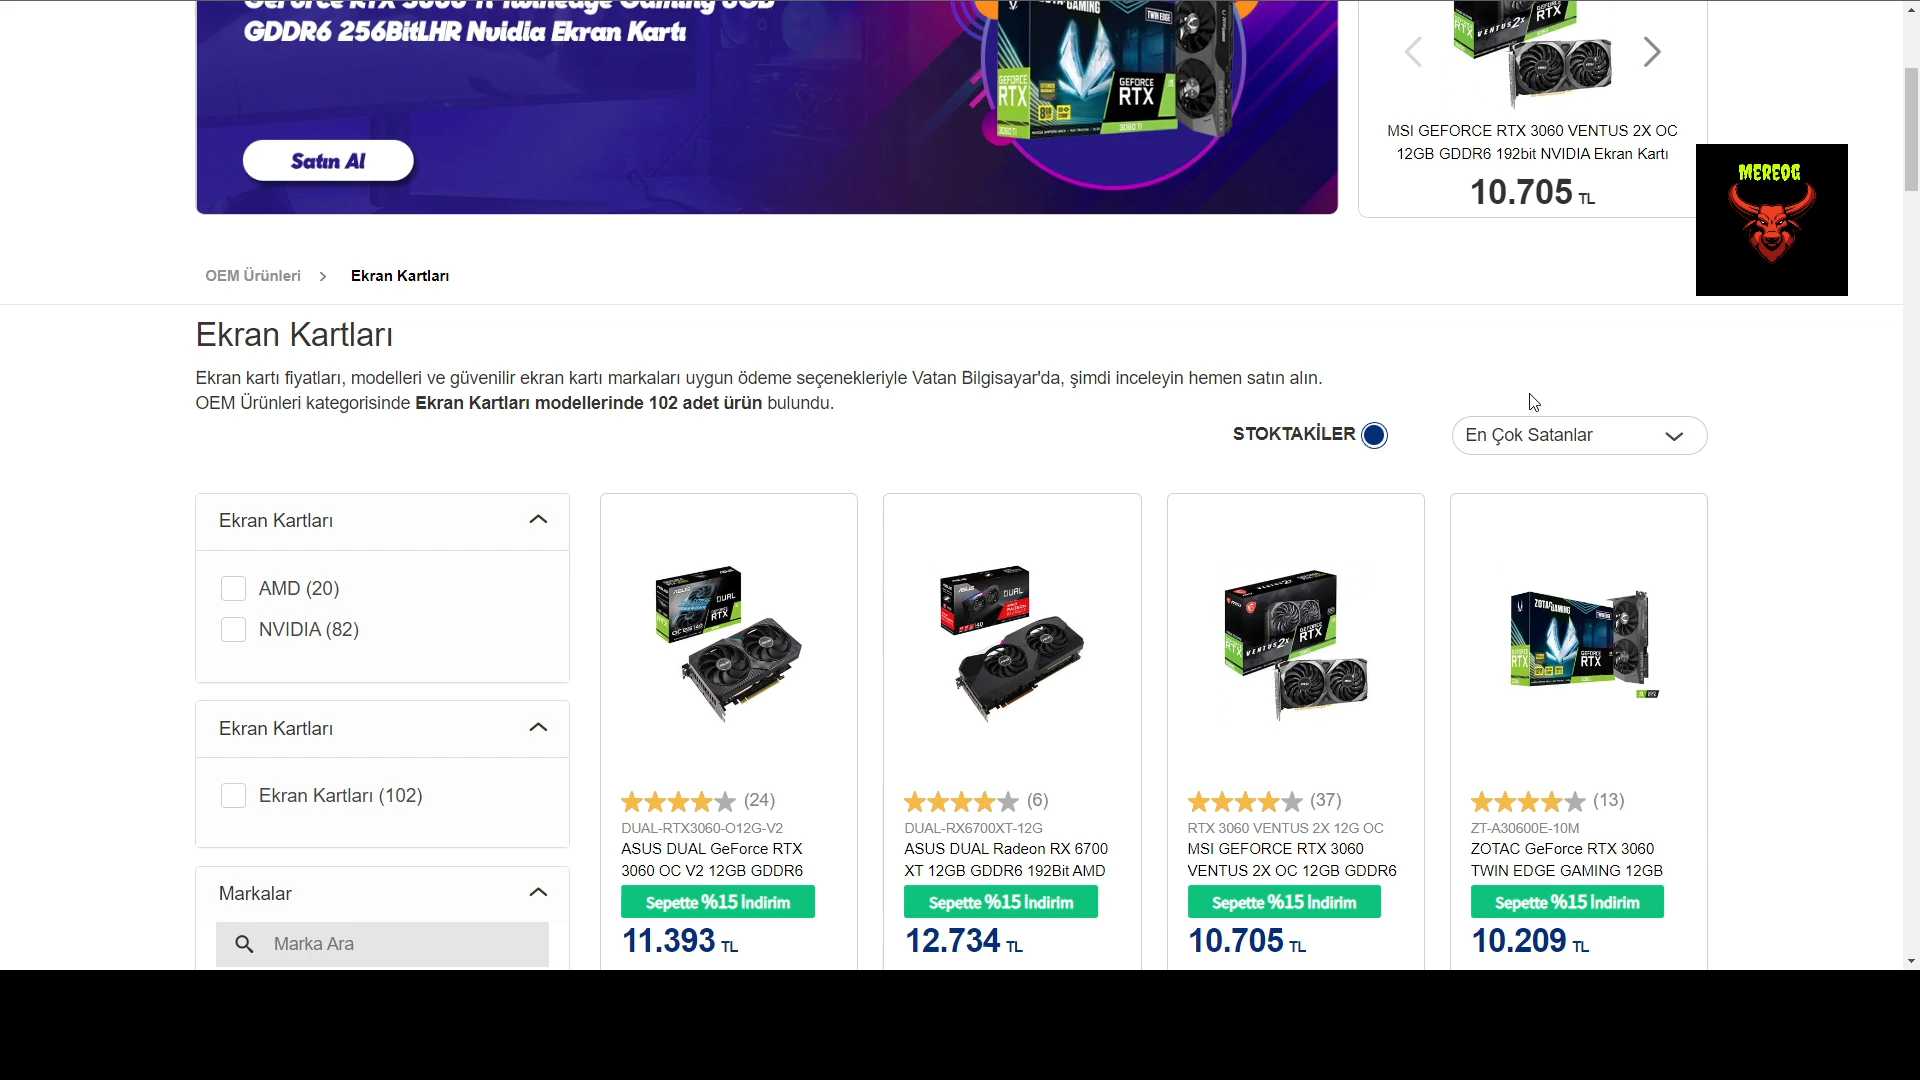 GDDR6 256BitLHR Nvidia Ekran Kartı
Satın Al
GEFORCE
RTX
3060 TI
TWIN EDGE
MSI GEFORCE RTX 3060 VENTUS 2X OC
12GB GDDR6 192bit NVIDIA Ekran Kartı
10.705 TL
MEREOG
OEM Ürünleri > Ekran Kartları
Ekran Kartları
Ekran kartı fiyatları, modelleri ve güvenilir ekran kartı markaları uygun ödeme seçenekleriyle Vatan Bilgisayar'da, şimdi inceleyin hemen satın alın.
OEM Ürünleri kategorisinde Ekran Kartları modellerinde 102 adet ürün bulundu.
STOKTAKİLER
En Çok Satanlar
Ekran Kartları
AMD (20)
NVIDIA (82)
Ekran Kartları
Ekran Kartları (102)
Markalar
Marka Ara
(24)
DUAL-RTX3060-O12G-V2
ASUS DUAL GeForce RTX
3060 OC V2 12GB GDDR6
Sepette %15 İndirim
11.393 TL
(6)
DUAL-RX6700XT-12G
ASUS DUAL Radeon RX 6700
XT 12GB GDDR6 192Bit AMD
Sepette %15 İndirim
12.734 TL
(37)
RTX 3060 VENTUS 2X 12G OC
MSI GEFORCE RTX 3060
VENTUS 2X OC 12GB GDDR6
Sepette %15 İndirim
10.705 TL
(13)
ZT-A30600E-10M
ZOTAC GeForce RTX 3060
TWIN EDGE GAMING 12GB
Sepette %15 İndirim
10.209 TL